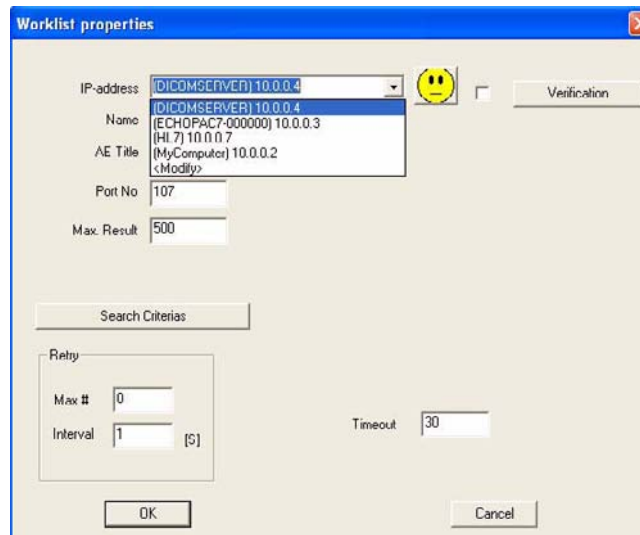 Worklist properties
IP-address (DICOMSERVER) 10.0.0.4 Verification
(DICOMSERVER) 10.0.0.4
Name (ECHOPAC7-000000) 10.0.0.3
(HL7) 10.0.0.7
AE Title (MyComputer) 10.0.0.2
<Modify>
Port No 107
Max. Result 500
Search Criterias
Retry
Max # 0
Interval 1 [S]
Timeout 30
OK Cancel